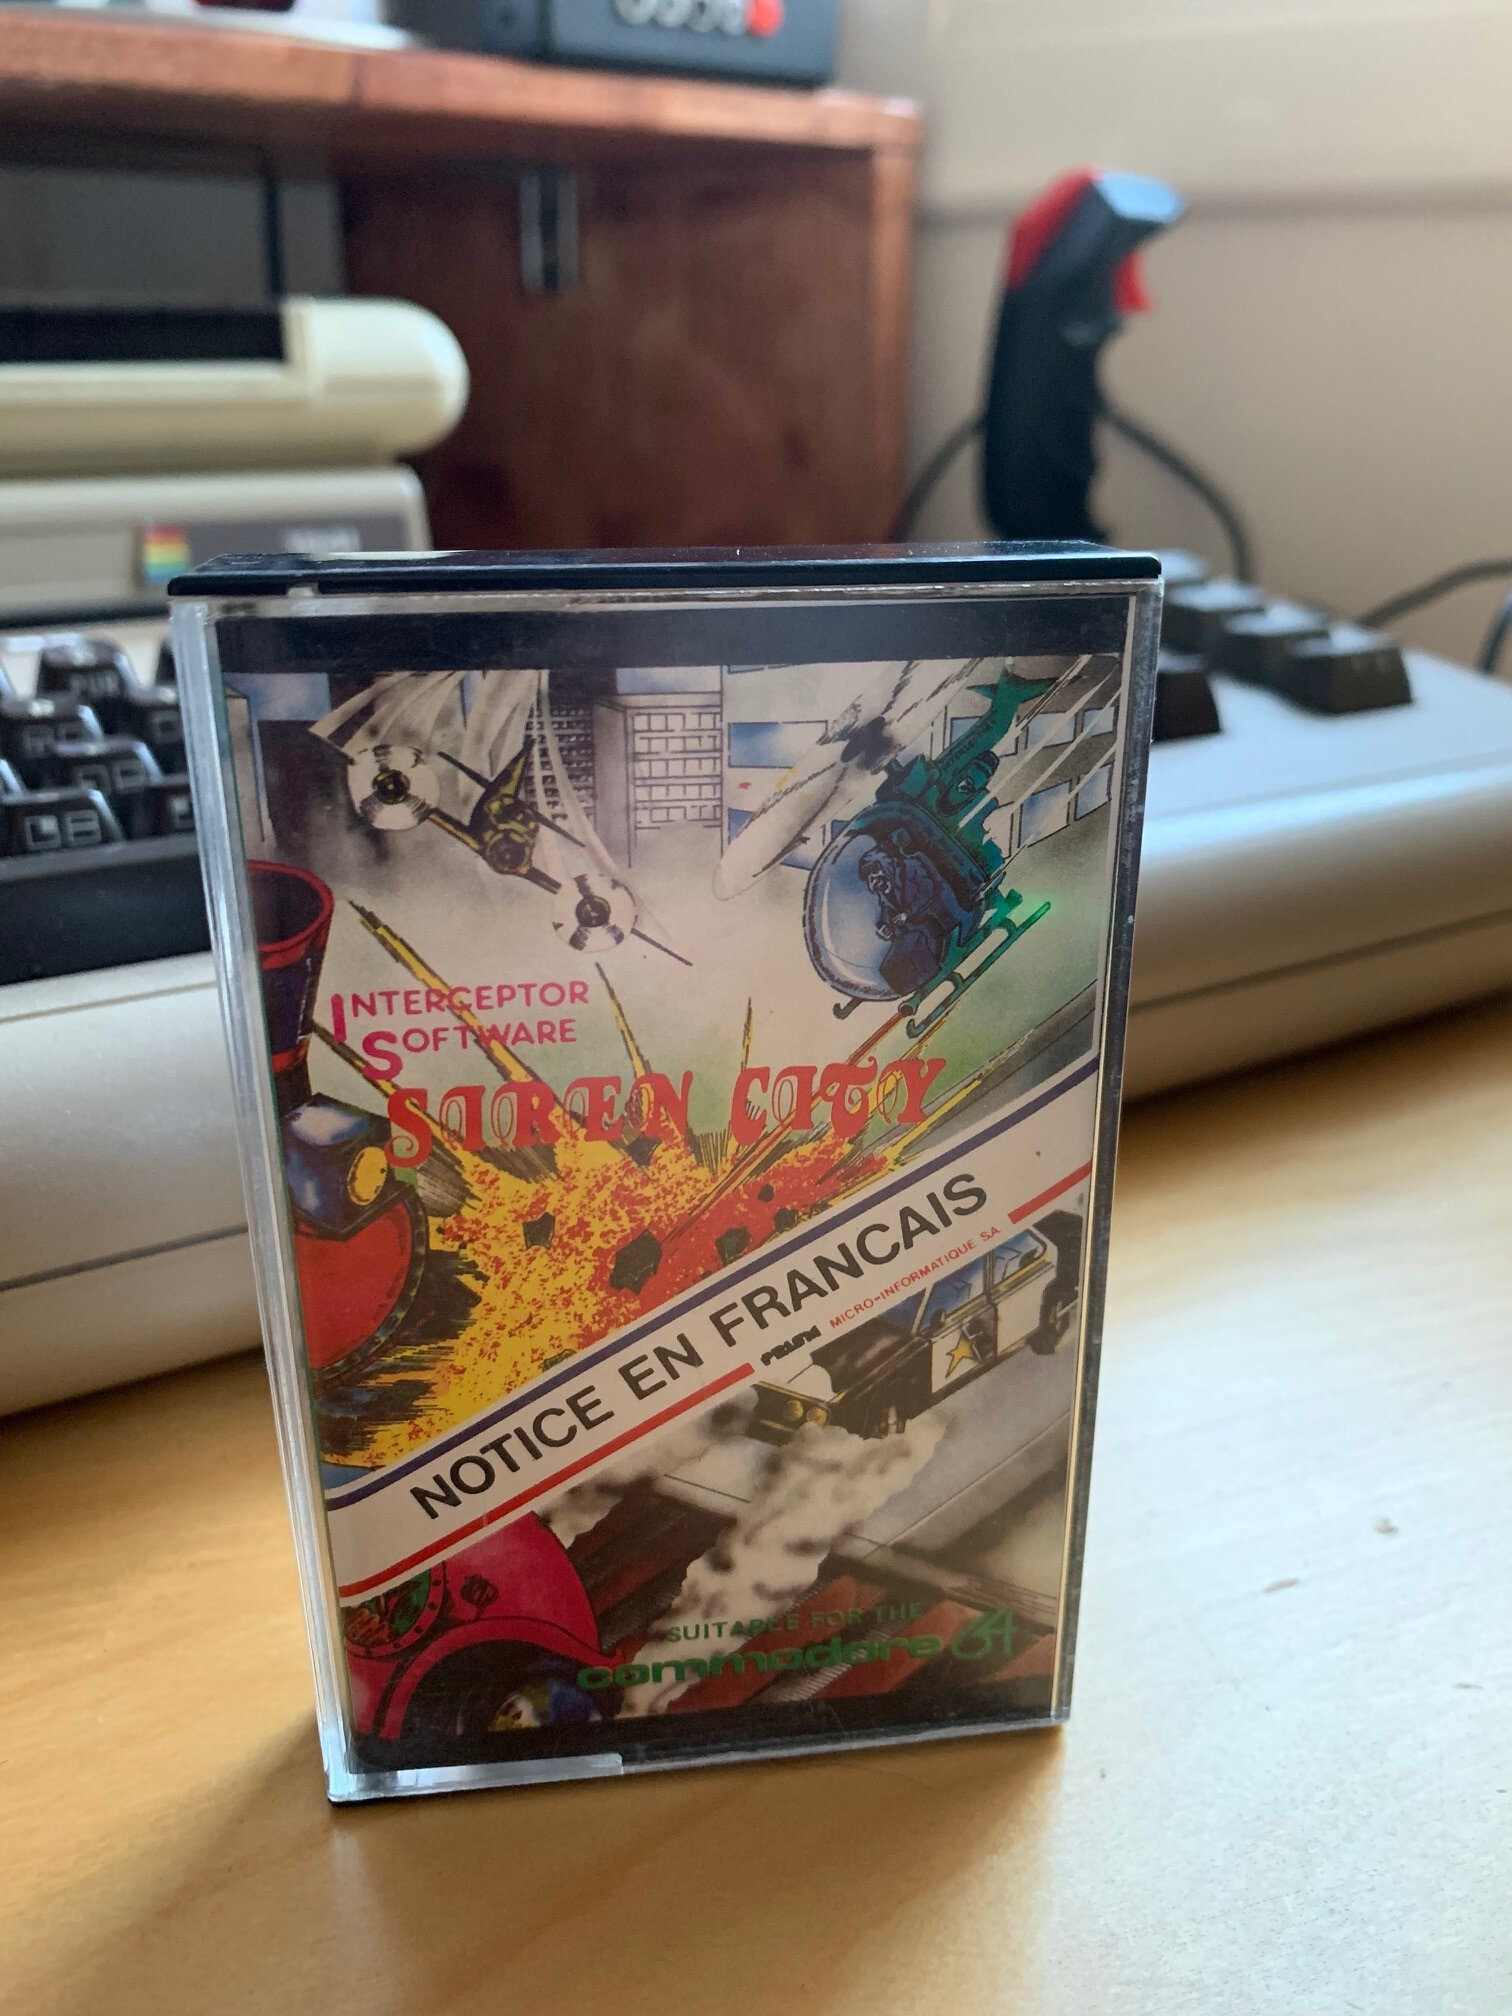 INTERCEPTOR
SOFTWARE
SIREN CITY
NOTICE EN FRANCAIS
MICRO-INFORMATIQUE SA
SUITABLE FOR THE
commodore 64